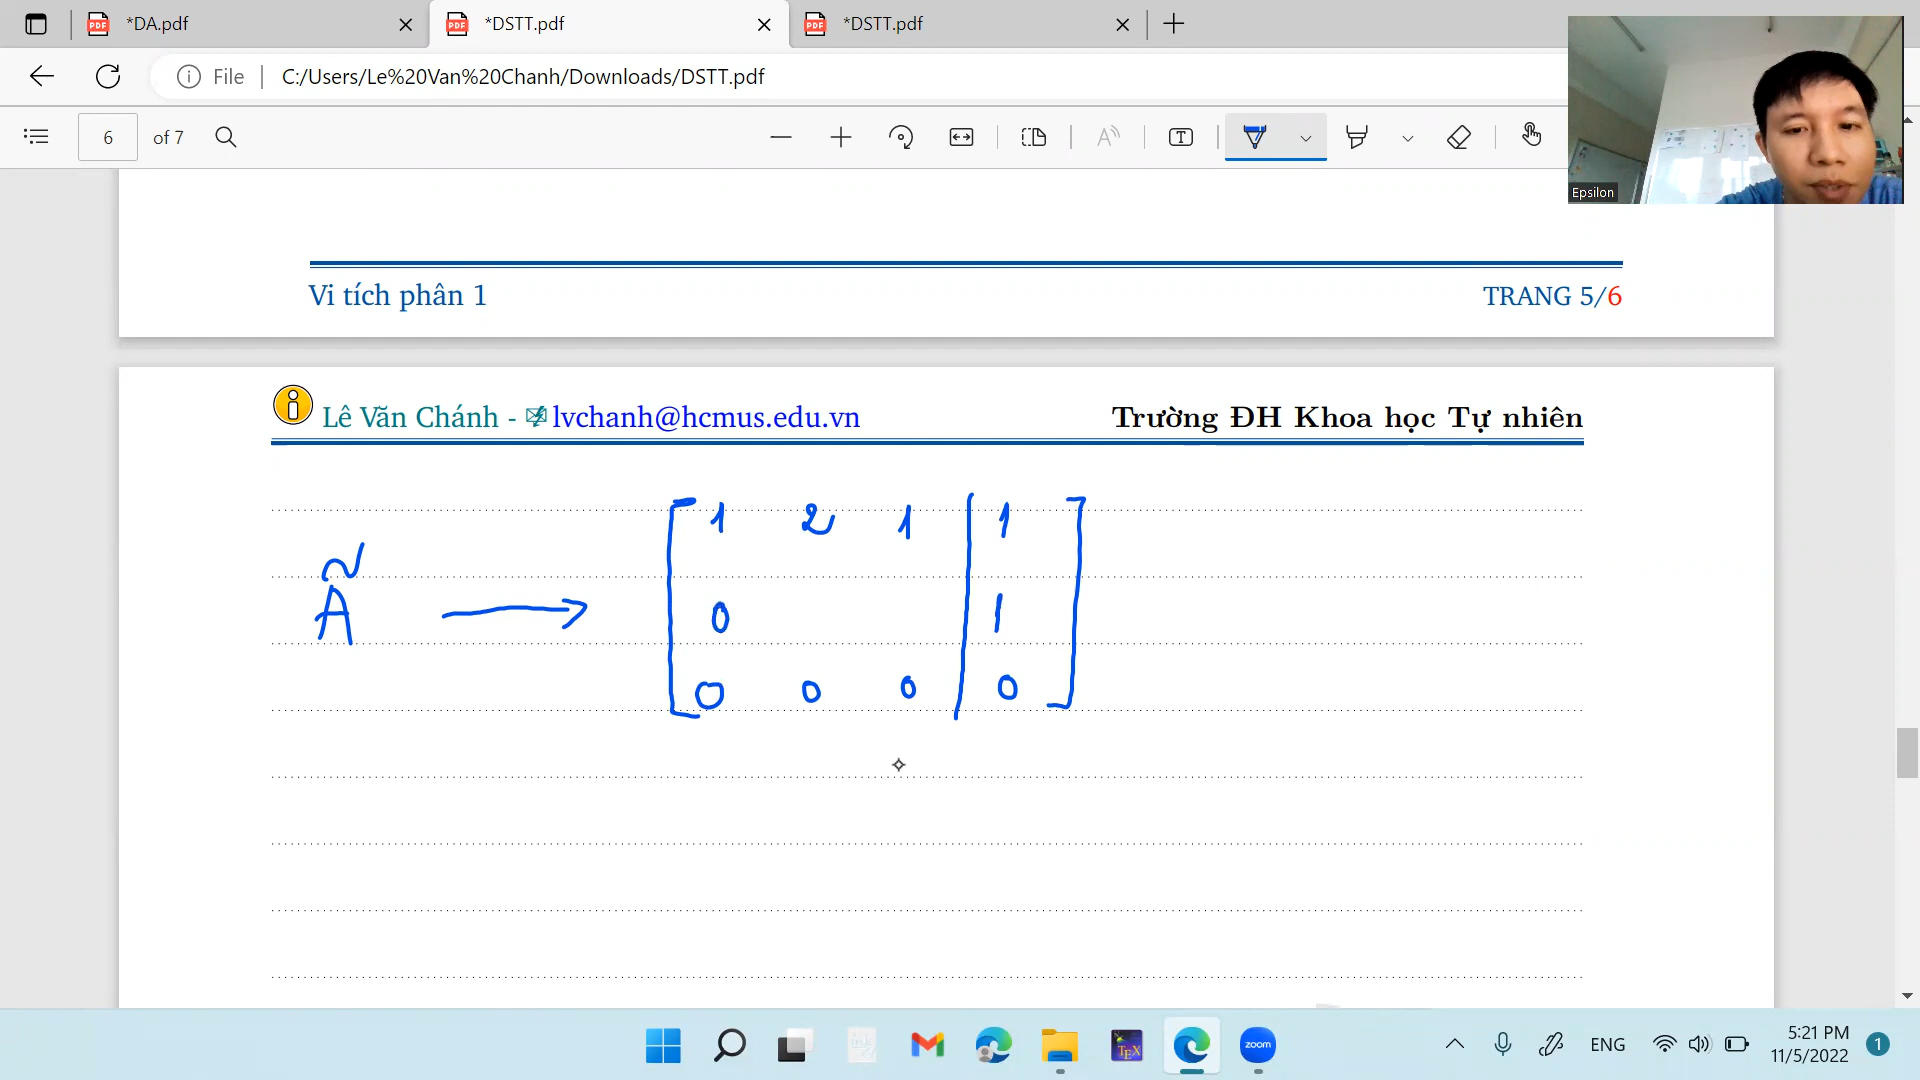 *DA.pdf
*DSTT.pdf
*DSTT.pdf
File
C:/Users/Le%20Van%20Chanh/Downloads/DSTT.pdf
6 of 7
Epsilon
Vi tích phân 1
TRANG 5/6
Lê Văn Chánh - lvchanh@hcmus.edu.vn
Trường ĐH Khoa học Tự nhiên
1 2 1 | 1
Ã → 0 | 1
0 0 0 | 0
zoom
TEX
ENG
5:21 PM
11/5/2022
1